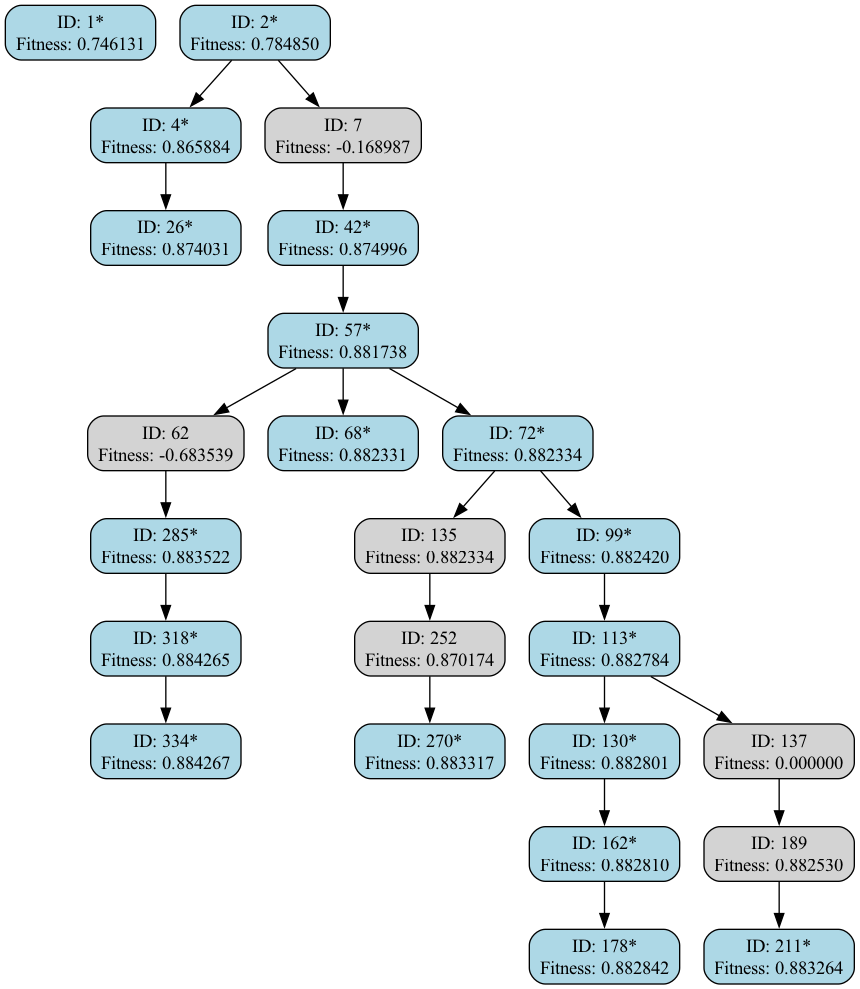 ID: 1*
Fitness: 0.746131
ID: 2*
Fitness: 0.784850
ID: 4*
Fitness: 0.865884
ID: 7
Fitness: -0.168987
ID: 26*
Fitness: 0.874031
ID: 42*
Fitness: 0.874996
ID: 57*
Fitness: 0.881738
ID: 62
Fitness: -0.683539
ID: 68*
Fitness: 0.882331
ID: 72*
Fitness: 0.882334
ID: 285*
Fitness: 0.883522
ID: 135
Fitness: 0.882334
ID: 99*
Fitness: 0.882420
ID: 318*
Fitness: 0.884265
ID: 252
Fitness: 0.870174
ID: 113*
Fitness: 0.882784
ID: 334*
Fitness: 0.884267
ID: 270*
Fitness: 0.883317
ID: 130*
Fitness: 0.882801
ID: 137
Fitness: 0.000000
ID: 162*
Fitness: 0.882810
ID: 189
Fitness: 0.882530
ID: 178*
Fitness: 0.882842
ID: 211*
Fitness: 0.883264